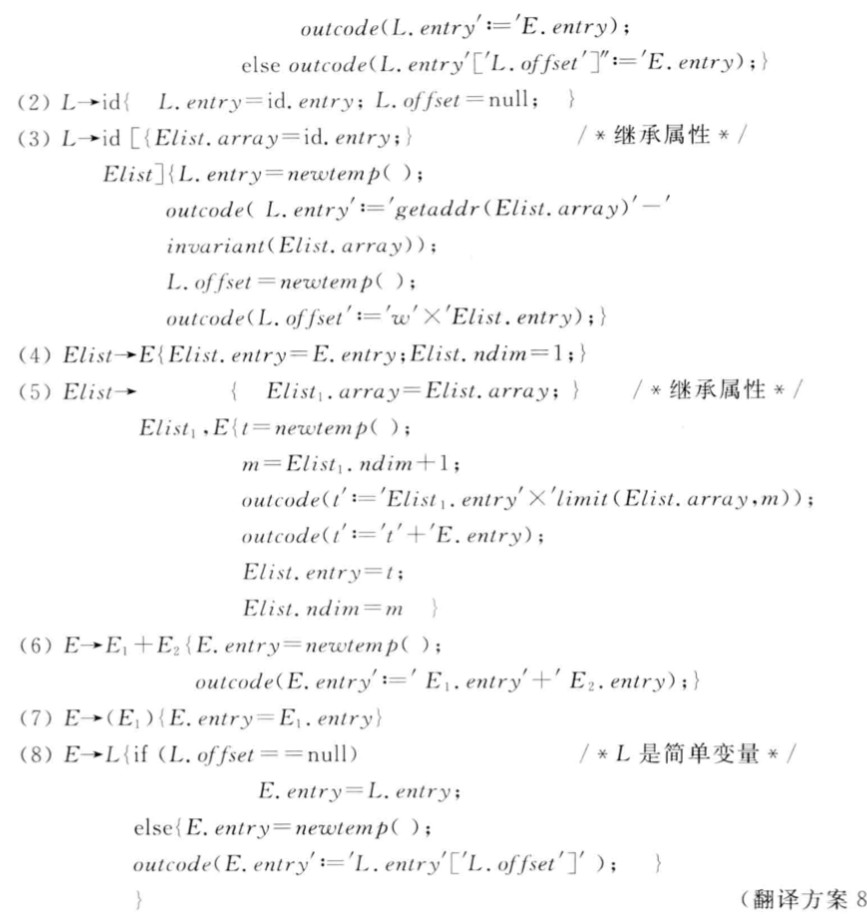 outcode(L. entry′:=′E. entry);
else outcode(L. entry′[′L. offset′]″:=′E. entry);}
(2) L→id{ L. entry=id. entry; L. offset=null; }
(3) L→id [{Elist. array=id. entry;} /*继承属性*/
Elist]{L. entry=newtemp( );
outcode( L. entry′:=′getaddr(Elist. array)′-′
invariant(Elist. array));
L. offset=newtemp( );
outcode(L. offset′:=′w′×′Elist. entry);}
(4) Elist→E{Elist. entry=E. entry;Elist. ndim=1;}
(5) Elist→ { Elist₁. array=Elist. array; } /*继承属性*/
Elist₁,E{t=newtemp( );
m=Elist₁. ndim+1;
outcode(t′:=′Elist₁. entry′×′limit(Elist. array,m));
outcode(t′:=′t′+′E. entry);
Elist. entry=t;
Elist. ndim=m }
(6) E→E₁+E₂{E. entry=newtemp( );
outcode(E. entry′:=′ E₁. entry′+′ E₂. entry);}
(7) E→(E₁){E. entry=E₁. entry}
(8) E→L{if (L. offset==null) /*L 是简单变量*/
E. entry=L. entry;
else{E. entry=newtemp( );
outcode(E. entry′:=′L. entry′[′L. offset′]′ ); }
} (翻译方案 8